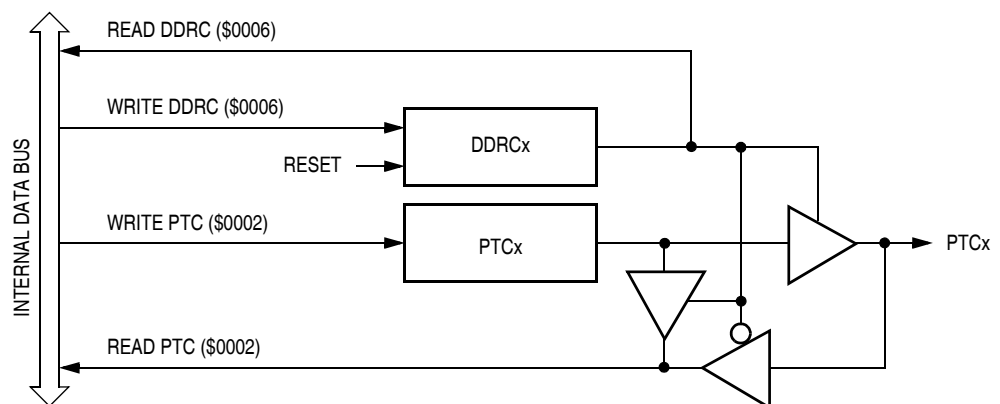 READ DDRC ($0006)
WRITE DDRC ($0006)
DDRCx
RESET
WRITE PTC ($0002)
PTCx
PTCx
READ PTC ($0002)
INTERNAL DATA BUS